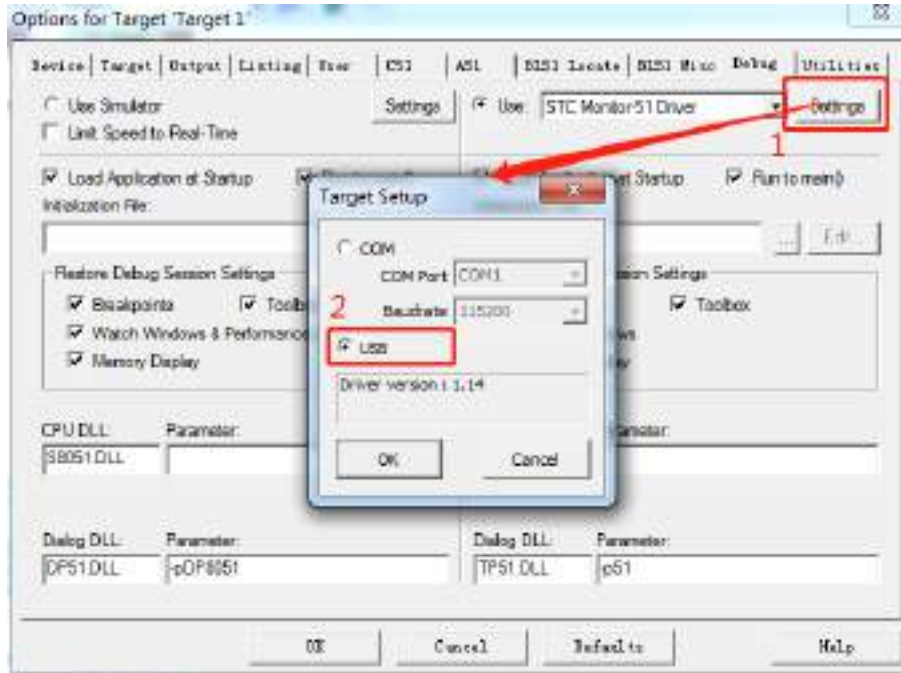 Options for Target 'Target 1'
Device Target Output Listing User C51 A51 BL51 Locate BL51 Misc Debug Utilities
Use Simulator Settings Use: STC Monitor-51 Driver Settings
Limit Speed to Real-Time
1
Load Application at Startup at Startup Run to main()
Initialization File:
... Edit...
Target Setup
COM
COM Port COM1
Baudrate 115200
2
USB
Driver version : 1.14
OK Cancel
Restore Debug Session Settings Settings
Breakpoints Toolbox
Watch Windows & Performance
Memory Display
CPU DLL: Parameter:
S8051.DLL
Dialog DLL: Parameter: Dialog DLL: Parameter:
DP51.DLL -pDP8051 TP51.DLL -p51
OK Cancel Defaults Help